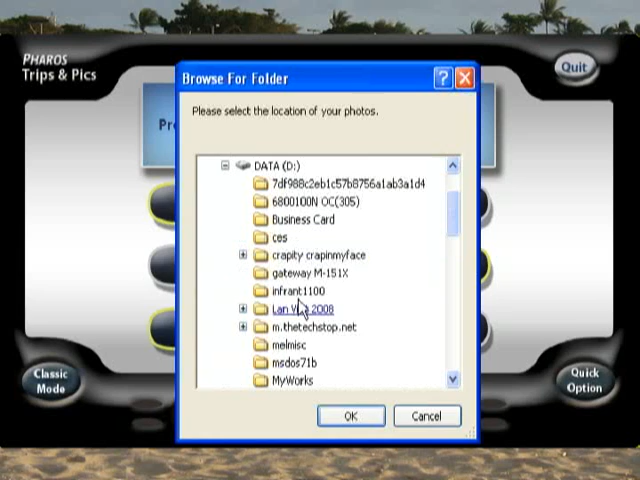 PHAROS
Trips & Pics
Quit
Browse For Folder
?
Please select the location of your photos.
DATA (D:)
7df988c2eb1c57b8756a1ab3a1d4
6800100N OC(305)
Business Card
ces
crapity crapinmyface
gateway M-151X
infrant1100
Lan 2008
m.thetechstop.net
melmisc
msdos71b
MyWorks
Classic
Mode
Quick
Option
OK
Cancel